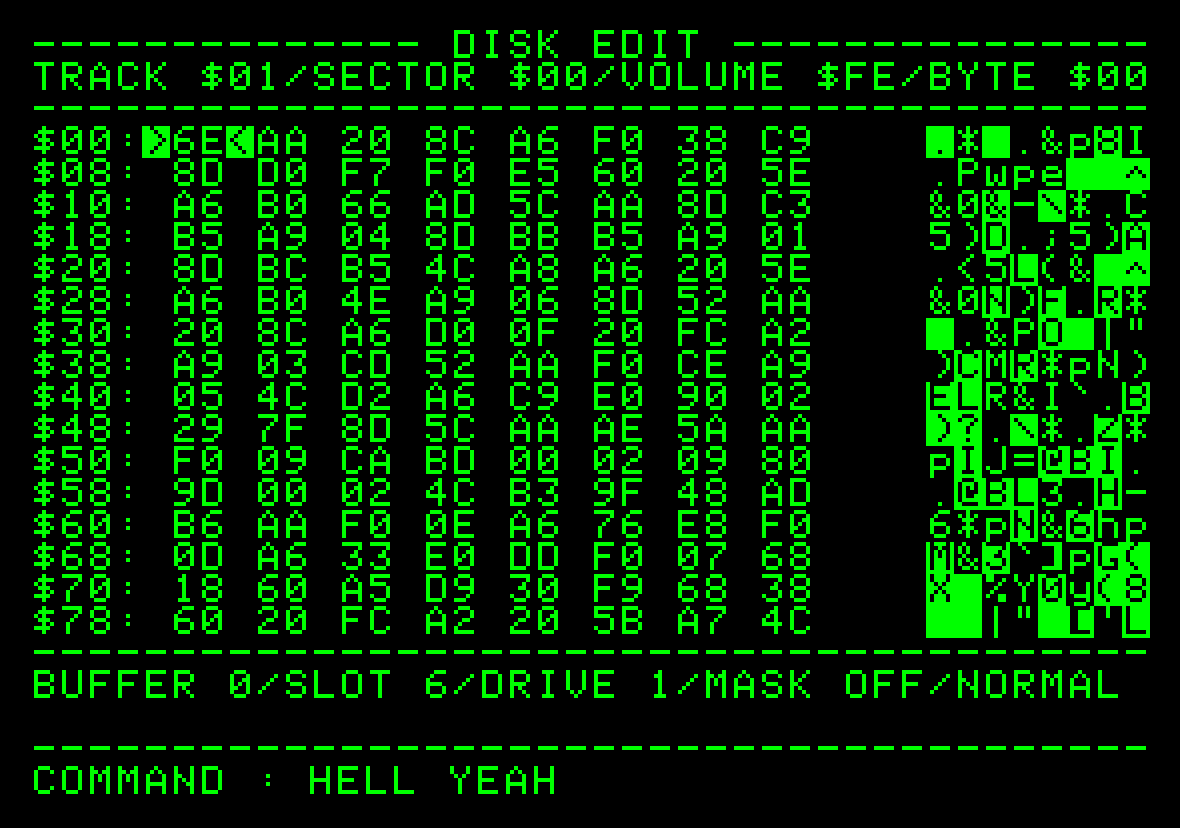 -------------- DISK EDIT ---------------
TRACK $01/SECTOR $00/VOLUME $FE/BYTE $00
----------------------------------------
$00:>6E<AA 20 8C A6 F0 38 C9 .* .&p8I
$08: 8D D0 F7 F0 E5 60 20 5E .Pwpe  ^
$10: A6 B0 66 AD 5C AA 8D C3 &0&-\*.C
$18: B5 A9 04 8D BB B5 A9 01 5)D.;5)A
$20: 8D BC B5 4C A8 A6 20 5E .<5L(& ^
$28: A6 B0 4E A9 06 8D 52 AA &0N)F.R*
$30: 20 8C A6 D0 0F 20 FC A2  .&PO |"
$38: A9 03 CD 52 AA F0 CE A9 )CMR*pN)
$40: 05 4C D2 A6 C9 E0 90 02 ELR&I`.B
$48: 29 7F 8D 5C AA AE 5A AA )?.\*.Z*
$50: F0 09 CA BD 00 02 09 80 pIJ=@BI.
$58: 9D 00 02 4C B3 9F 48 AD .@BL3.H-
$60: B6 AA F0 0E A6 76 E8 F0 6*pN&6hp
$68: 0D A6 33 E0 DD F0 07 68 M&3`]pG(
$70: 18 60 A5 D9 30 F9 68 38 X %Y0y(8
$78: 60 20 FC A2 20 5B A7 4C   |" ['L
----------------------------------------
BUFFER 0/SLOT 6/DRIVE 1/MASK OFF/NORMAL
----------------------------------------
COMMAND : HELL YEAH